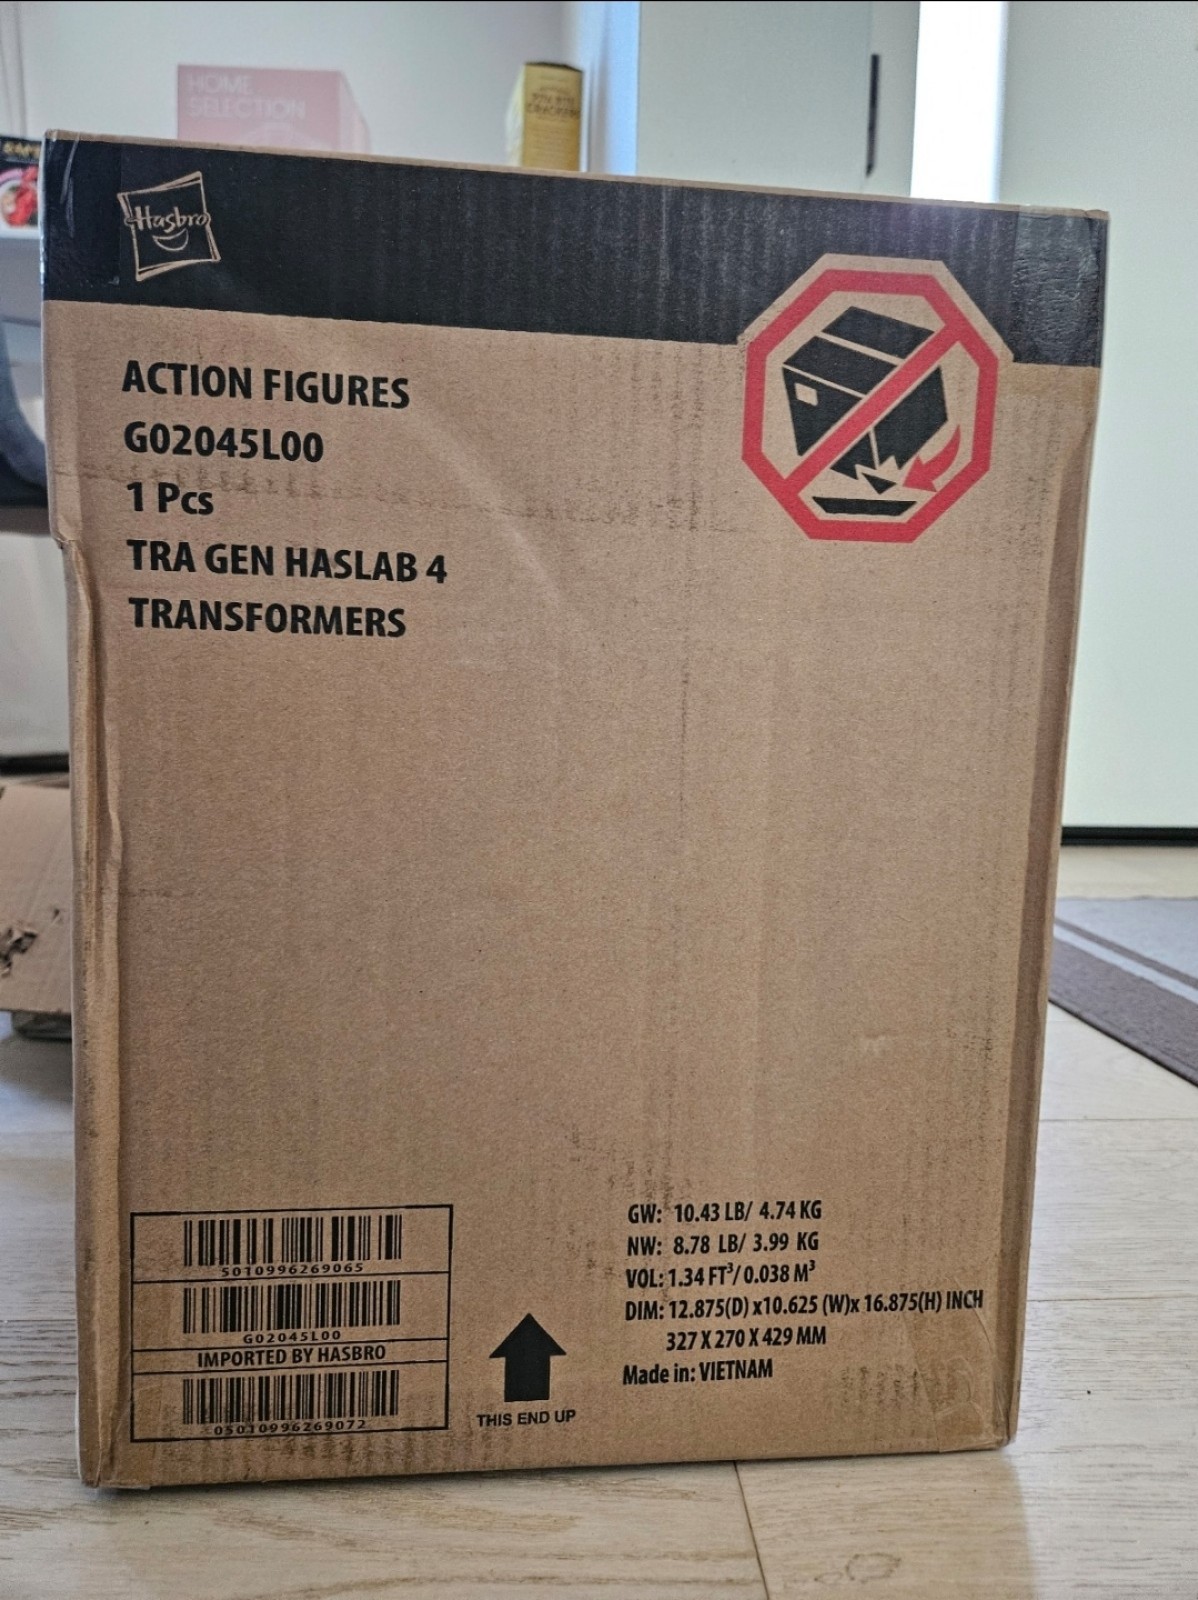 HOME
SELECTION
Hasbro
ACTION FIGURES
G02045L00
1 Pcs
TRA GEN HASLAB 4
TRANSFORMERS
5010996269065
G02045L00
IMPORTED BY HASBRO
05010996269072
THIS END UP
GW: 10.43 LB/ 4.74 KG
NW: 8.78 LB/ 3.99 KG
VOL: 1.34 FT³/ 0.038 M³
DIM: 12.875(D) x10.625 (W)x 16.875(H) INCH
327 X 270 X 429 MM
Made in: VIETNAM